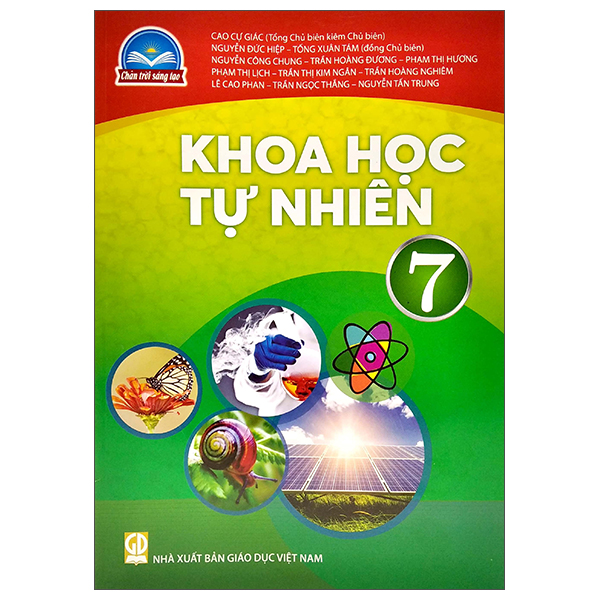 Chân trời sáng tạo
CAO CỰ GIÁC (Tổng Chủ biên kiêm Chủ biên)
NGUYỄN ĐỨC HIỆP – TỐNG XUÂN TÁM (đồng Chủ biên)
NGUYỄN CÔNG CHUNG – TRẦN HOÀNG ĐƯƠNG – PHẠM THỊ HƯƠNG
PHẠM THỊ LỊCH – TRẦN THỊ KIM NGÂN – TRẦN HOÀNG NGHIÊM
LÊ CAO PHAN – TRẦN NGỌC THẮNG – NGUYỄN TẤN TRUNG
KHOA HỌC
TỰ NHIÊN
7
GD
NHÀ XUẤT BẢN GIÁO DỤC VIỆT NAM